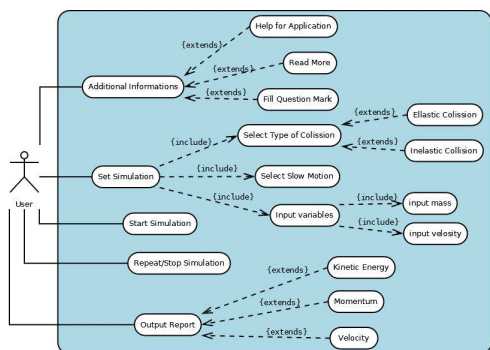 Help for Application
{extends}
Read More
{extends}
Additional Informations
{extends}
Fill Question Mark
Ellastic Colission
{extends}
Select Type of Colission
{extends}
Inelastic Collision
{include}
Set Simulation
{include}
Select Slow Motion
{include}
{include}
input mass
Input variables
{include}
input velosity
User
Start Simulation
Repeat/Stop Simulation
Kinetic Energy
{extends}
Momentum
{extends}
Output Report
{extends}
Velocity